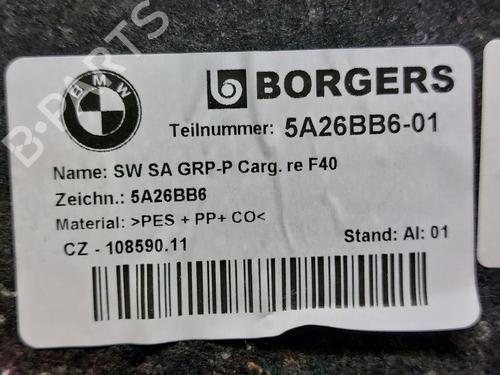 BMW
BORGERS
Teilnummer: 5A26BB6-01
Name: SW SA GRP-P Carg. re F40
Zeichn.: 5A26BB6
Material: >PES + PP+ CO<
CZ - 108590.11
Stand: AI: 01
B-PARTS